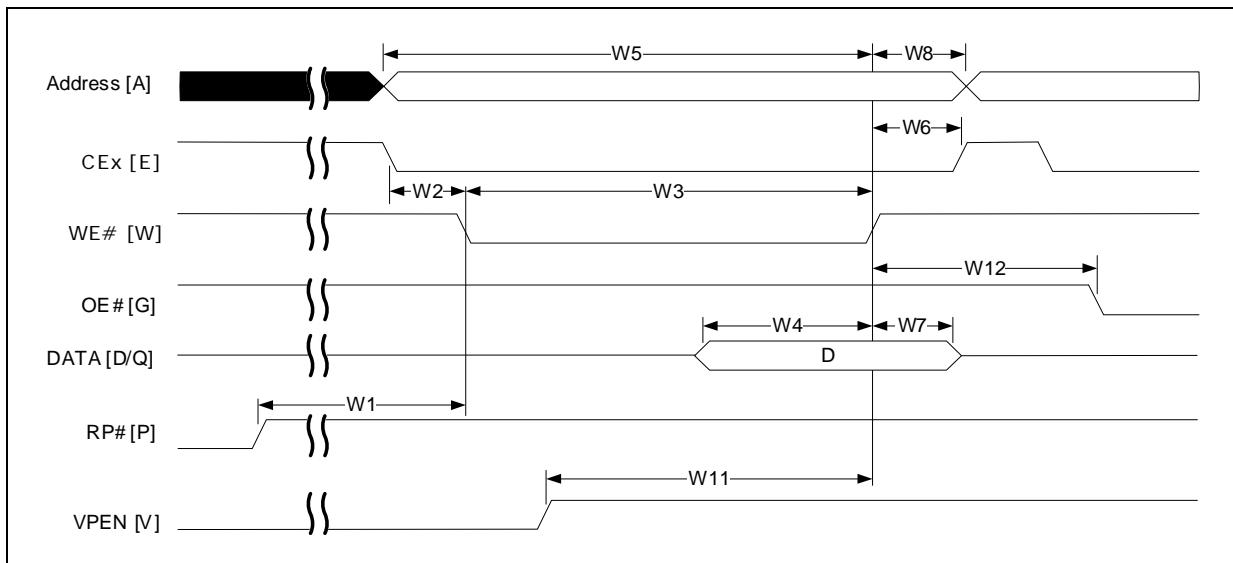 W5
W8
Address [A]
W6
CEx [E]
W2
W3
WE# [W]
W12
OE# [G]
W4
W7
DATA [D/Q]
D
W1
RP# [P]
W11
VPEN [V]